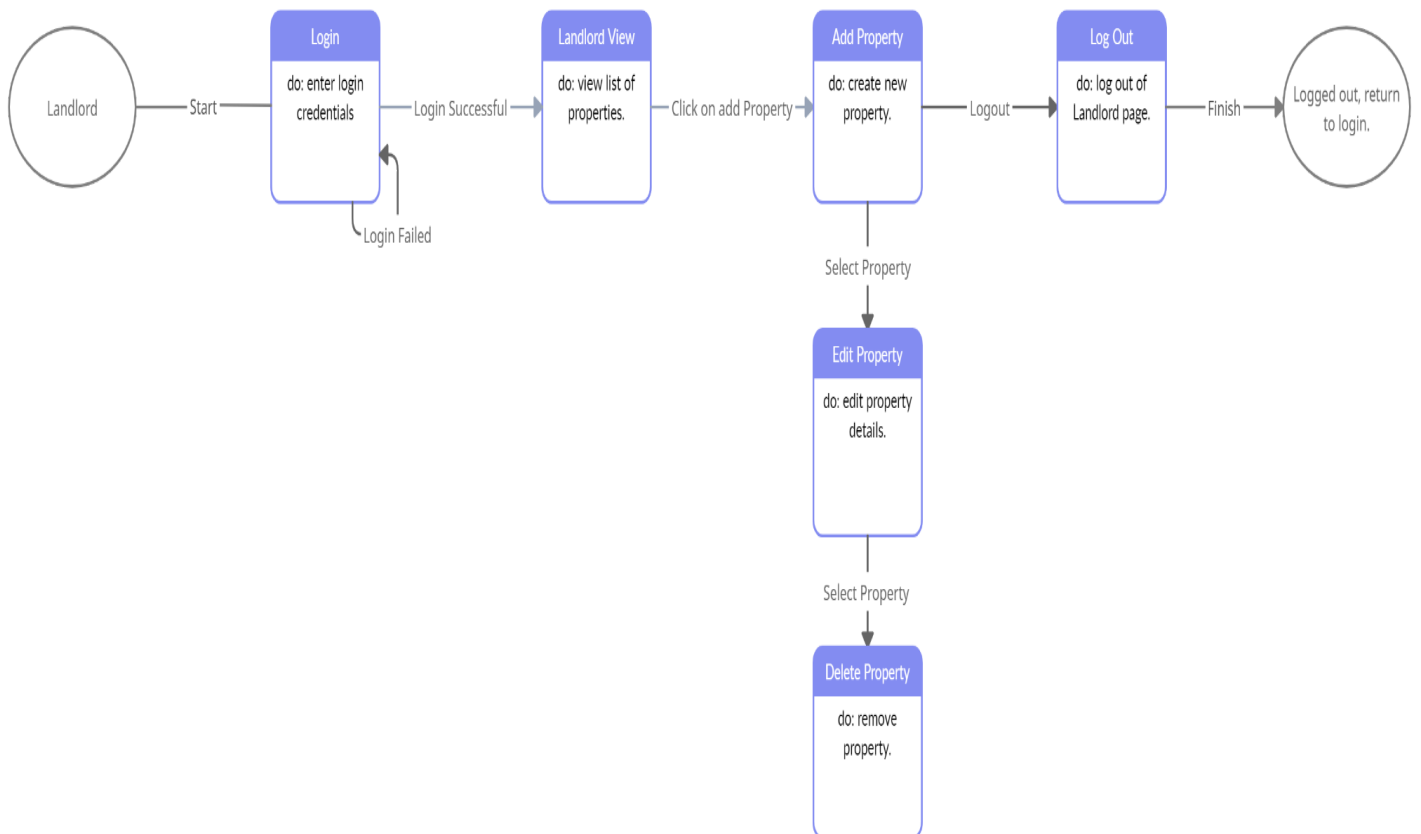 Landlord
Start
Login
do: enter login
credentials
Login Failed
Login Successful
Landlord View
do: view list of
properties.
Click on add Property
Add Property
do: create new
property.
Logout
Log Out
do: log out of
Landlord page.
Finish
Logged out, return
to login.
Select Property
Edit Property
do: edit property
details.
Select Property
Delete Property
do: remove
property.